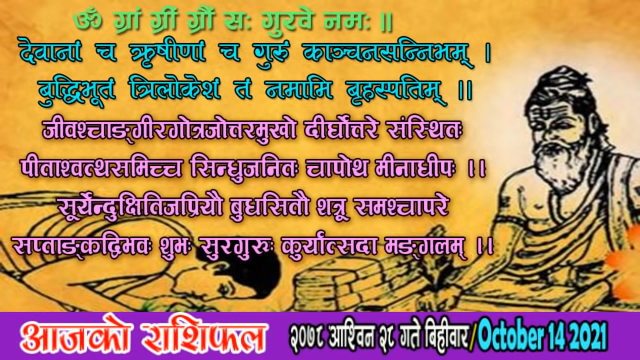 ॐ ग्रां ग्रीं ग्रौं सः गुरवे नमः ॥
देवानां च ऋषीणां च गुरुं काञ्चनसन्निभम् ।
बुद्धिभूतं त्रिलोकेशं तं नमामि बृहस्पतिम् ।।
जीवश्चाङ्गीरगोत्रजोत्तरमुखो दीर्घोत्तरे संस्थितः
पीताश्वत्थसमिच्च सिन्धुजनितः चापोथ मीनाधीपः ।।
सूर्येन्दुक्षितिजप्रियौ बुधसितौ शत्रू समश्चापरे
सप्ताङ्कद्विभवः शुभः सुरगुरुः कुर्यात्सदा मङ्गलम् ।।
आजको राशिफल २०७८ आश्विन २८ गते बिहीवार/October 14 2021